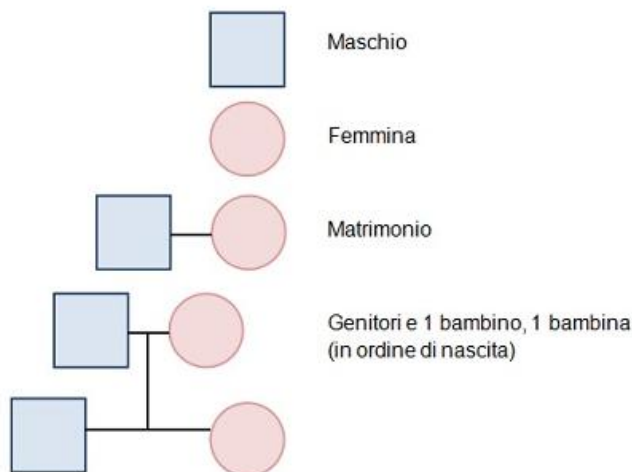 Maschio
Femmina
Matrimonio
Genitori e 1 bambino, 1 bambina
(in ordine di nascita)